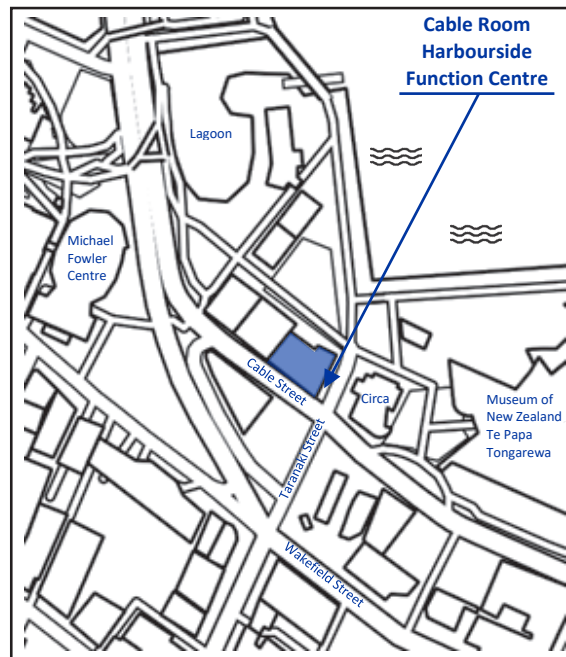 Cable Room
Harbourside
Function Centre
Lagoon
Michael
Fowler
Centre
Cable Street
Circa
Museum of
New Zealand
Te Papa
Tongarewa
Taranaki Street
Wakefield Street